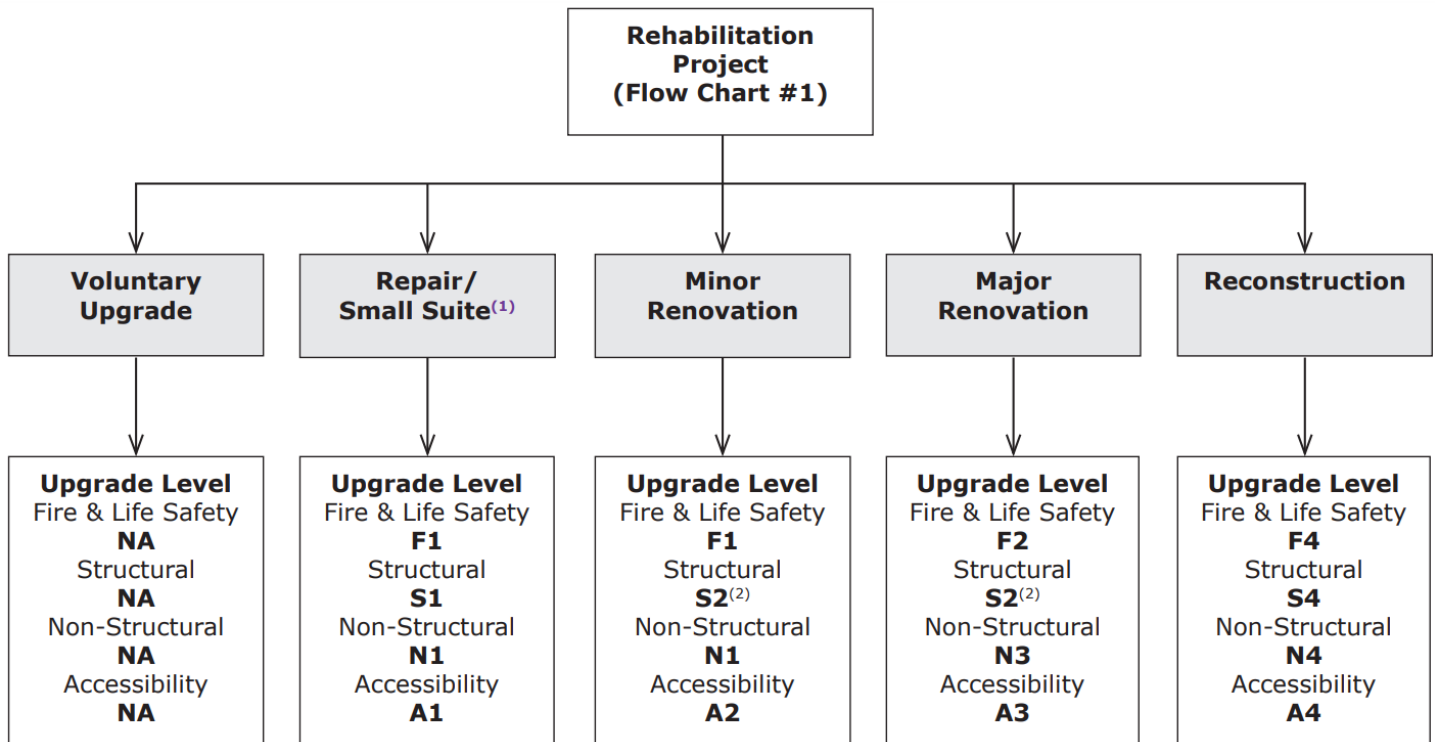 Rehabilitation
Project
(Flow Chart #1)
Voluntary
Upgrade
Repair/
Small Suite(1)
Minor
Renovation
Major
Renovation
Reconstruction
Upgrade Level
Fire & Life Safety
NA
Structural
NA
Non-Structural
NA
Accessibility
NA
Upgrade Level
Fire & Life Safety
F1
Structural
S1
Non-Structural
N1
Accessibility
A1
Upgrade Level
Fire & Life Safety
F1
Structural
S2(2)
Non-Structural
N1
Accessibility
A2
Upgrade Level
Fire & Life Safety
F2
Structural
S2(2)
Non-Structural
N3
Accessibility
A3
Upgrade Level
Fire & Life Safety
F4
Structural
S4
Non-Structural
N4
Accessibility
A4